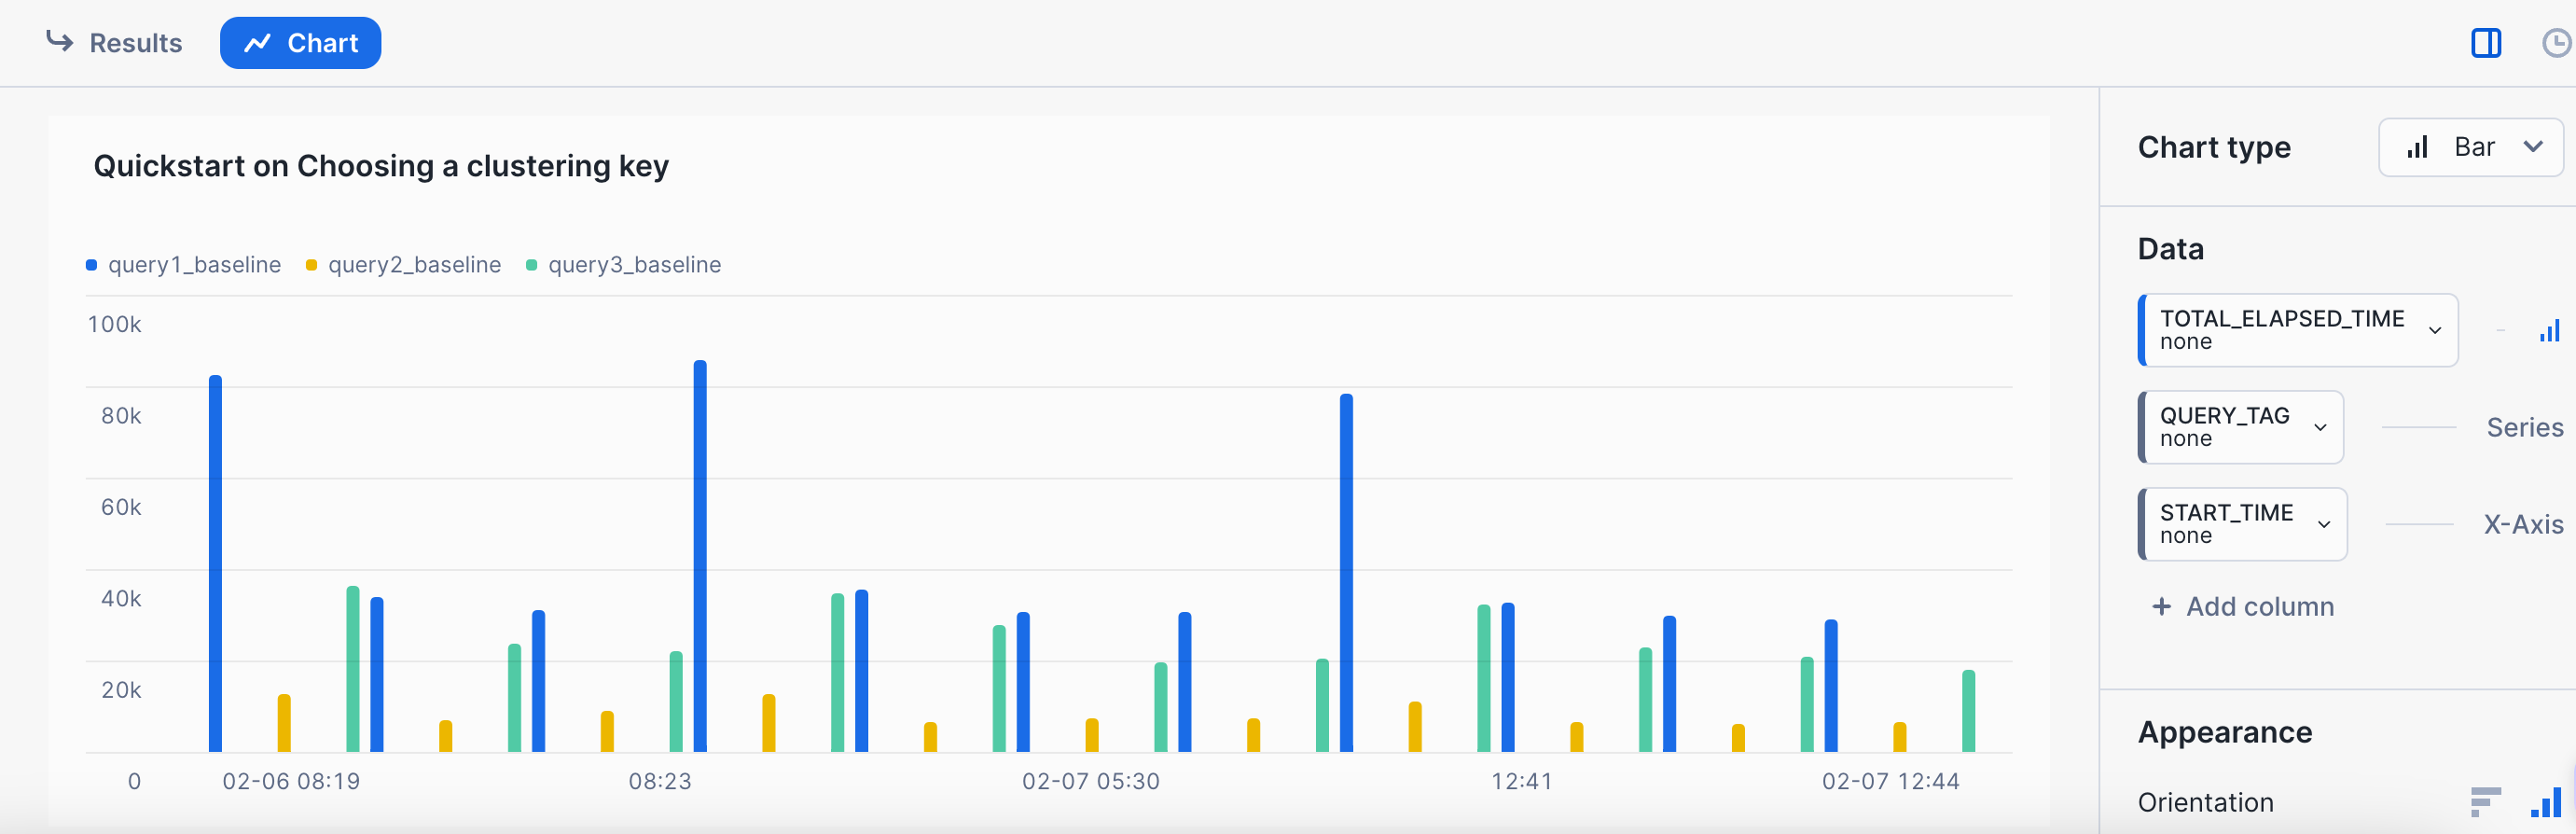 Results
Chart
Quickstart on Choosing a clustering key
query1_baseline query2_baseline query3_baseline
100k
80k
60k
40k
20k
0
02-06 08:19 08:23 02-07 05:30 12:41 02-07 12:44
Chart type
Bar
Data
TOTAL_ELAPSED_TIME
none
QUERY_TAG
none
Series
START_TIME
none
X-Axis
+ Add column
Appearance
Orientation